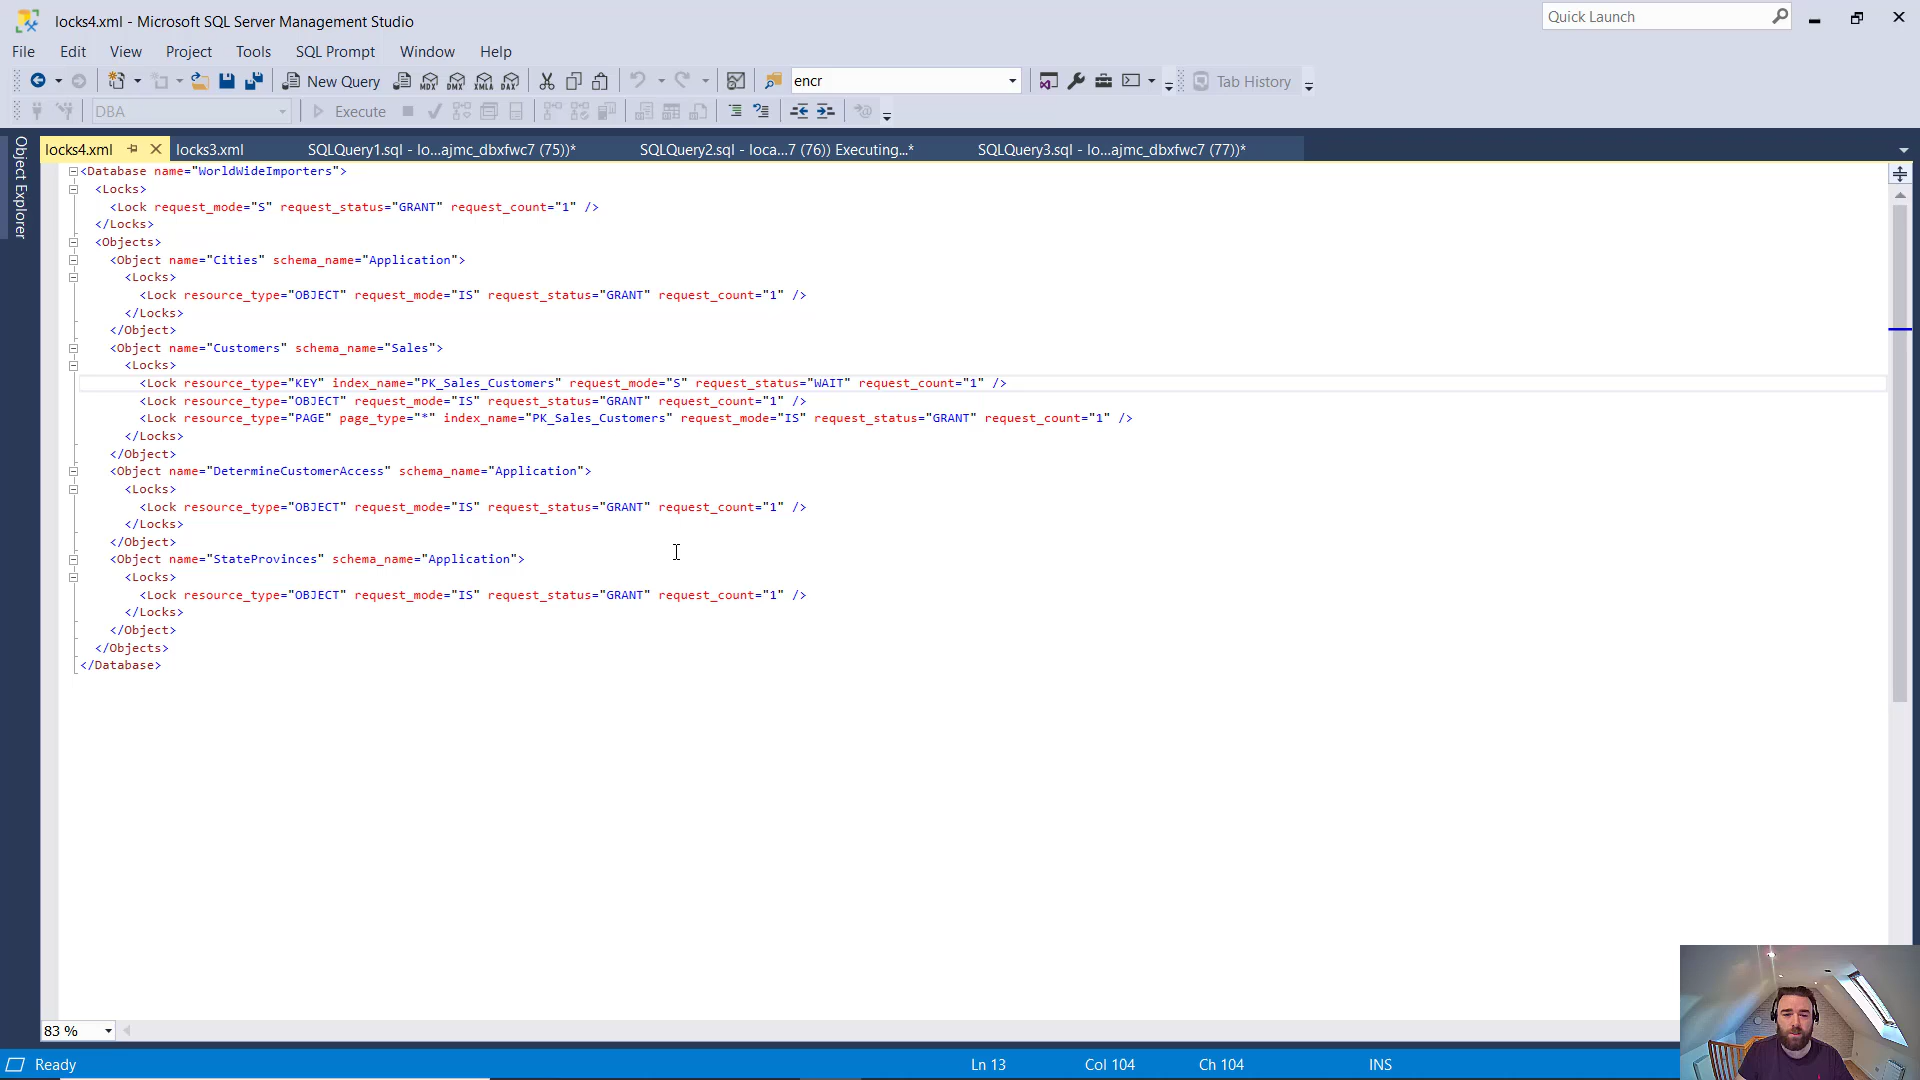 locks4.xml - Microsoft SQL Server Management Studio
Quick Launch
File Edit View Project Tools SQL Prompt Window Help
New Query MDX DMX XMLA DAX encr Tab History
DBA Execute
Object Explorer
locks4.xml locks3.xml SQLQuery1.sql - lo...ajmc_dbxfwc7 (75))* SQLQuery2.sql - loca...7 (76)) Executing...* SQLQuery3.sql - lo...ajmc_dbxfwc7 (77))*
<Database name="WorldWideImporters">
<Locks>
<Lock request_mode="S" request_status="GRANT" request_count="1" />
</Locks>
<Objects>
<Object name="Cities" schema_name="Application">
<Locks>
<Lock resource_type="OBJECT" request_mode="IS" request_status="GRANT" request_count="1" />
</Locks>
</Object>
<Object name="Customers" schema_name="Sales">
<Locks>
<Lock resource_type="KEY" index_name="PK_Sales_Customers" request_mode="S" request_status="WAIT" request_count="1" />
<Lock resource_type="OBJECT" request_mode="IS" request_status="GRANT" request_count="1" />
<Lock resource_type="PAGE" page_type="*" index_name="PK_Sales_Customers" request_mode="IS" request_status="GRANT" request_count="1" />
</Locks>
</Object>
<Object name="DetermineCustomerAccess" schema_name="Application">
<Locks>
<Lock resource_type="OBJECT" request_mode="IS" request_status="GRANT" request_count="1" />
</Locks>
</Object>
<Object name="StateProvinces" schema_name="Application">
<Locks>
<Lock resource_type="OBJECT" request_mode="IS" request_status="GRANT" request_count="1" />
</Locks>
</Object>
</Objects>
</Database>
83 %
Ready Ln 13 Col 104 Ch 104 INS